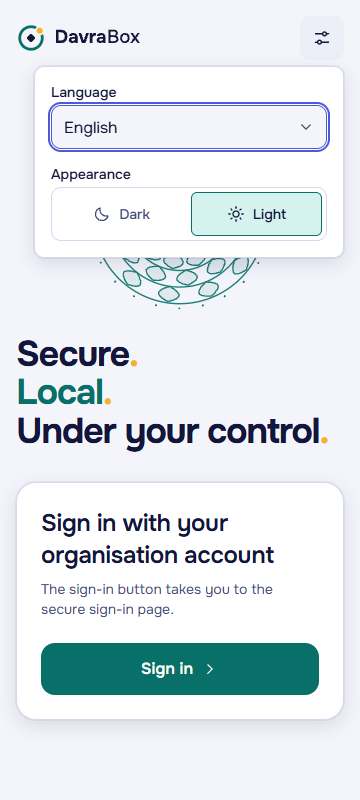 DavraBox
Language
English
Appearance
Dark
Light
Secure.
Local.
Under your control.
Sign in with your
organisation account
The sign-in button takes you to the
secure sign-in page.
Sign in